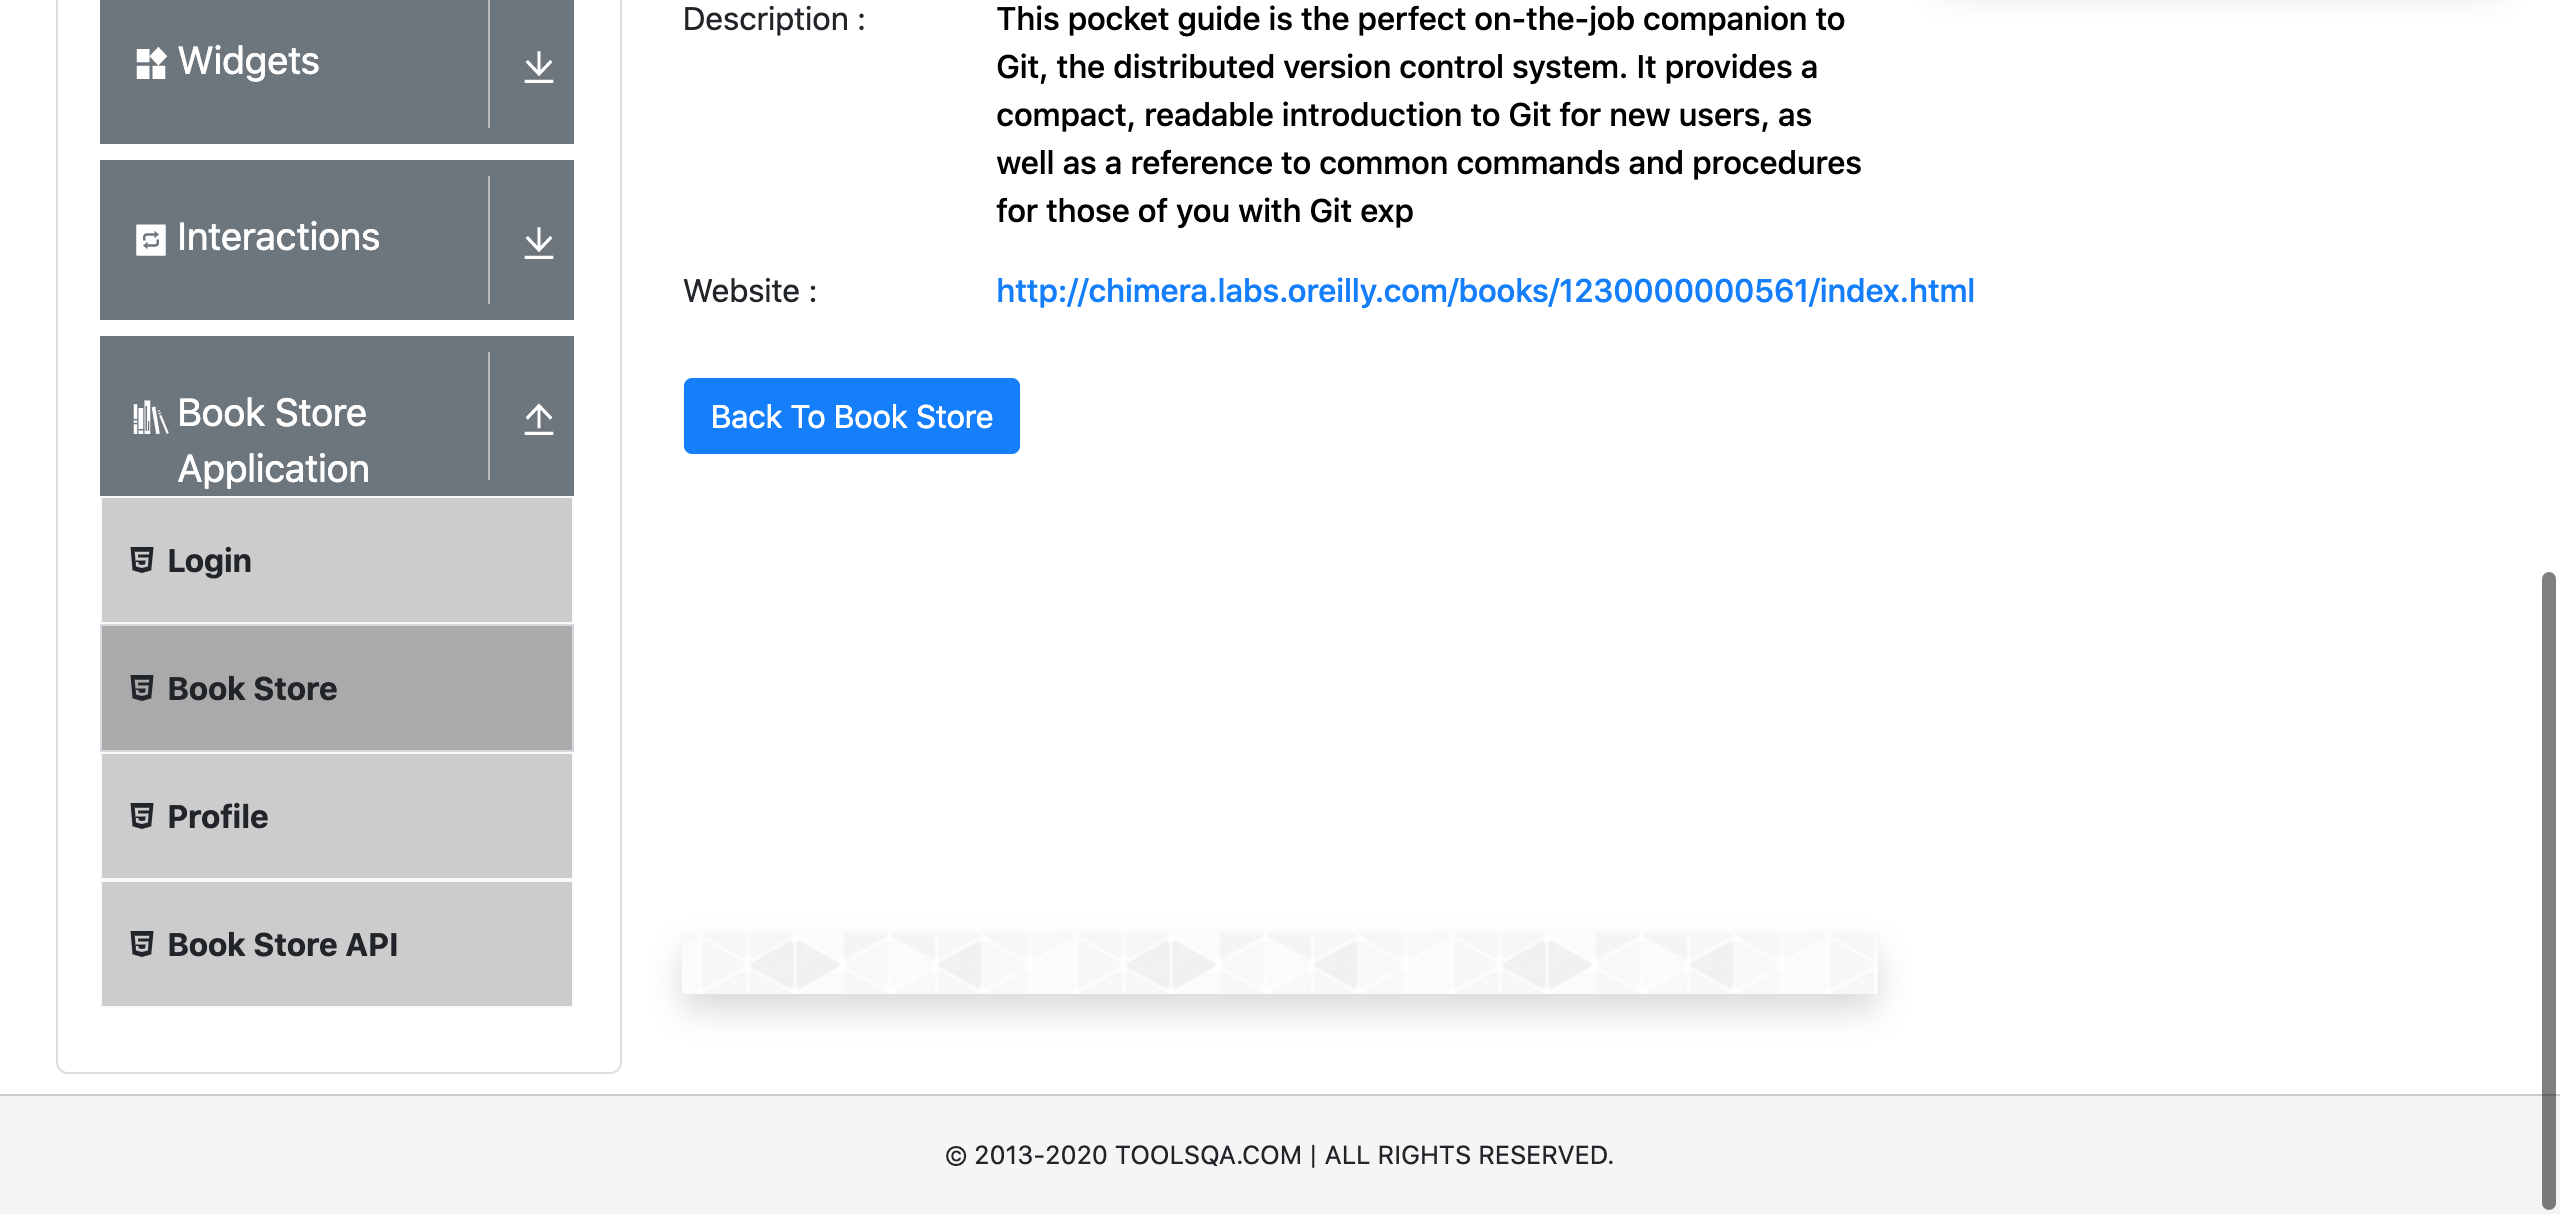 Widgets
Interactions
Book Store
Application
Login
Book Store
Profile
Book Store API
Description :
This pocket guide is the perfect on-the-job companion to
Git, the distributed version control system. It provides a
compact, readable introduction to Git for new users, as
well as a reference to common commands and procedures
for those of you with Git exp
Website :
http://chimera.labs.oreilly.com/books/1230000000561/index.html
Back To Book Store
© 2013-2020 TOOLSQA.COM | ALL RIGHTS RESERVED.